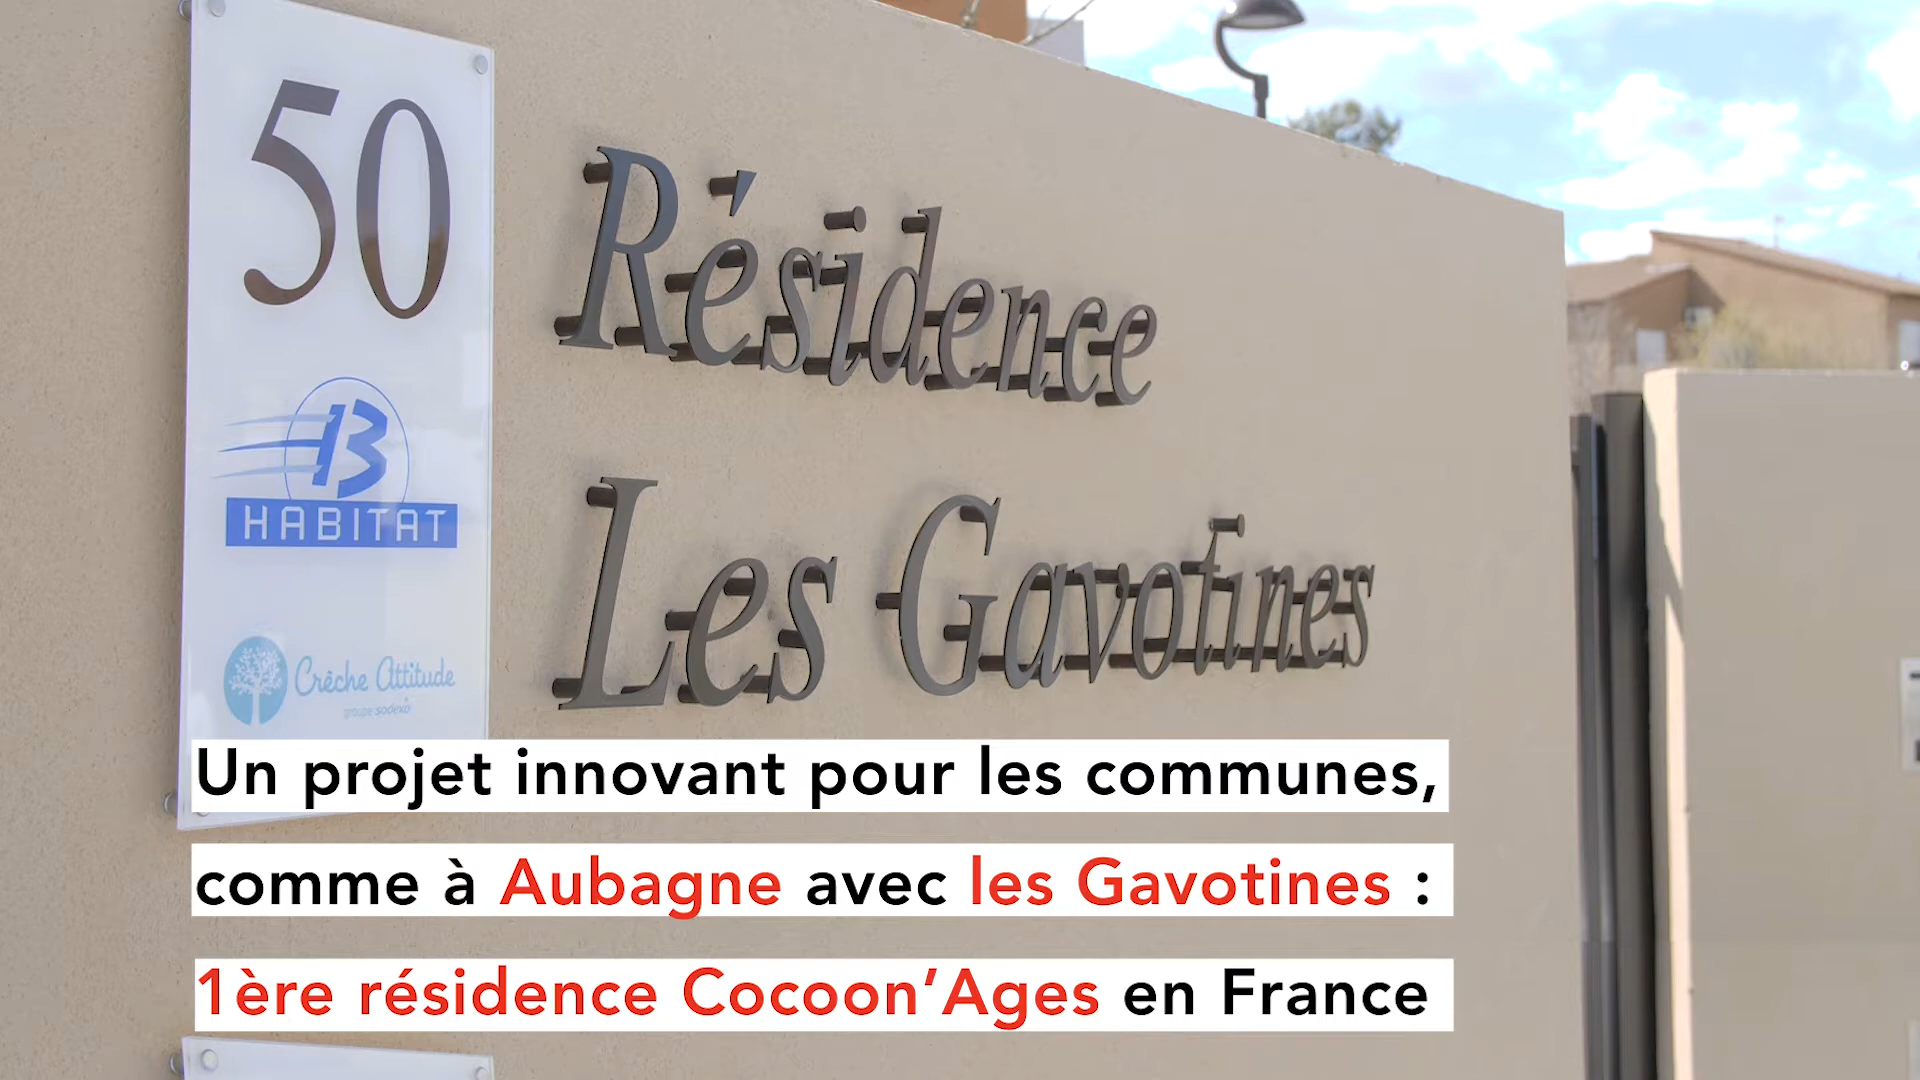 50
Résidence
Les Gavotines
13
HABITAT
Crèche Attitude
groupe sodexo
Un projet innovant pour les communes,
comme à Aubagne avec les Gavotines :
1ère résidence Cocoon’Ages en France